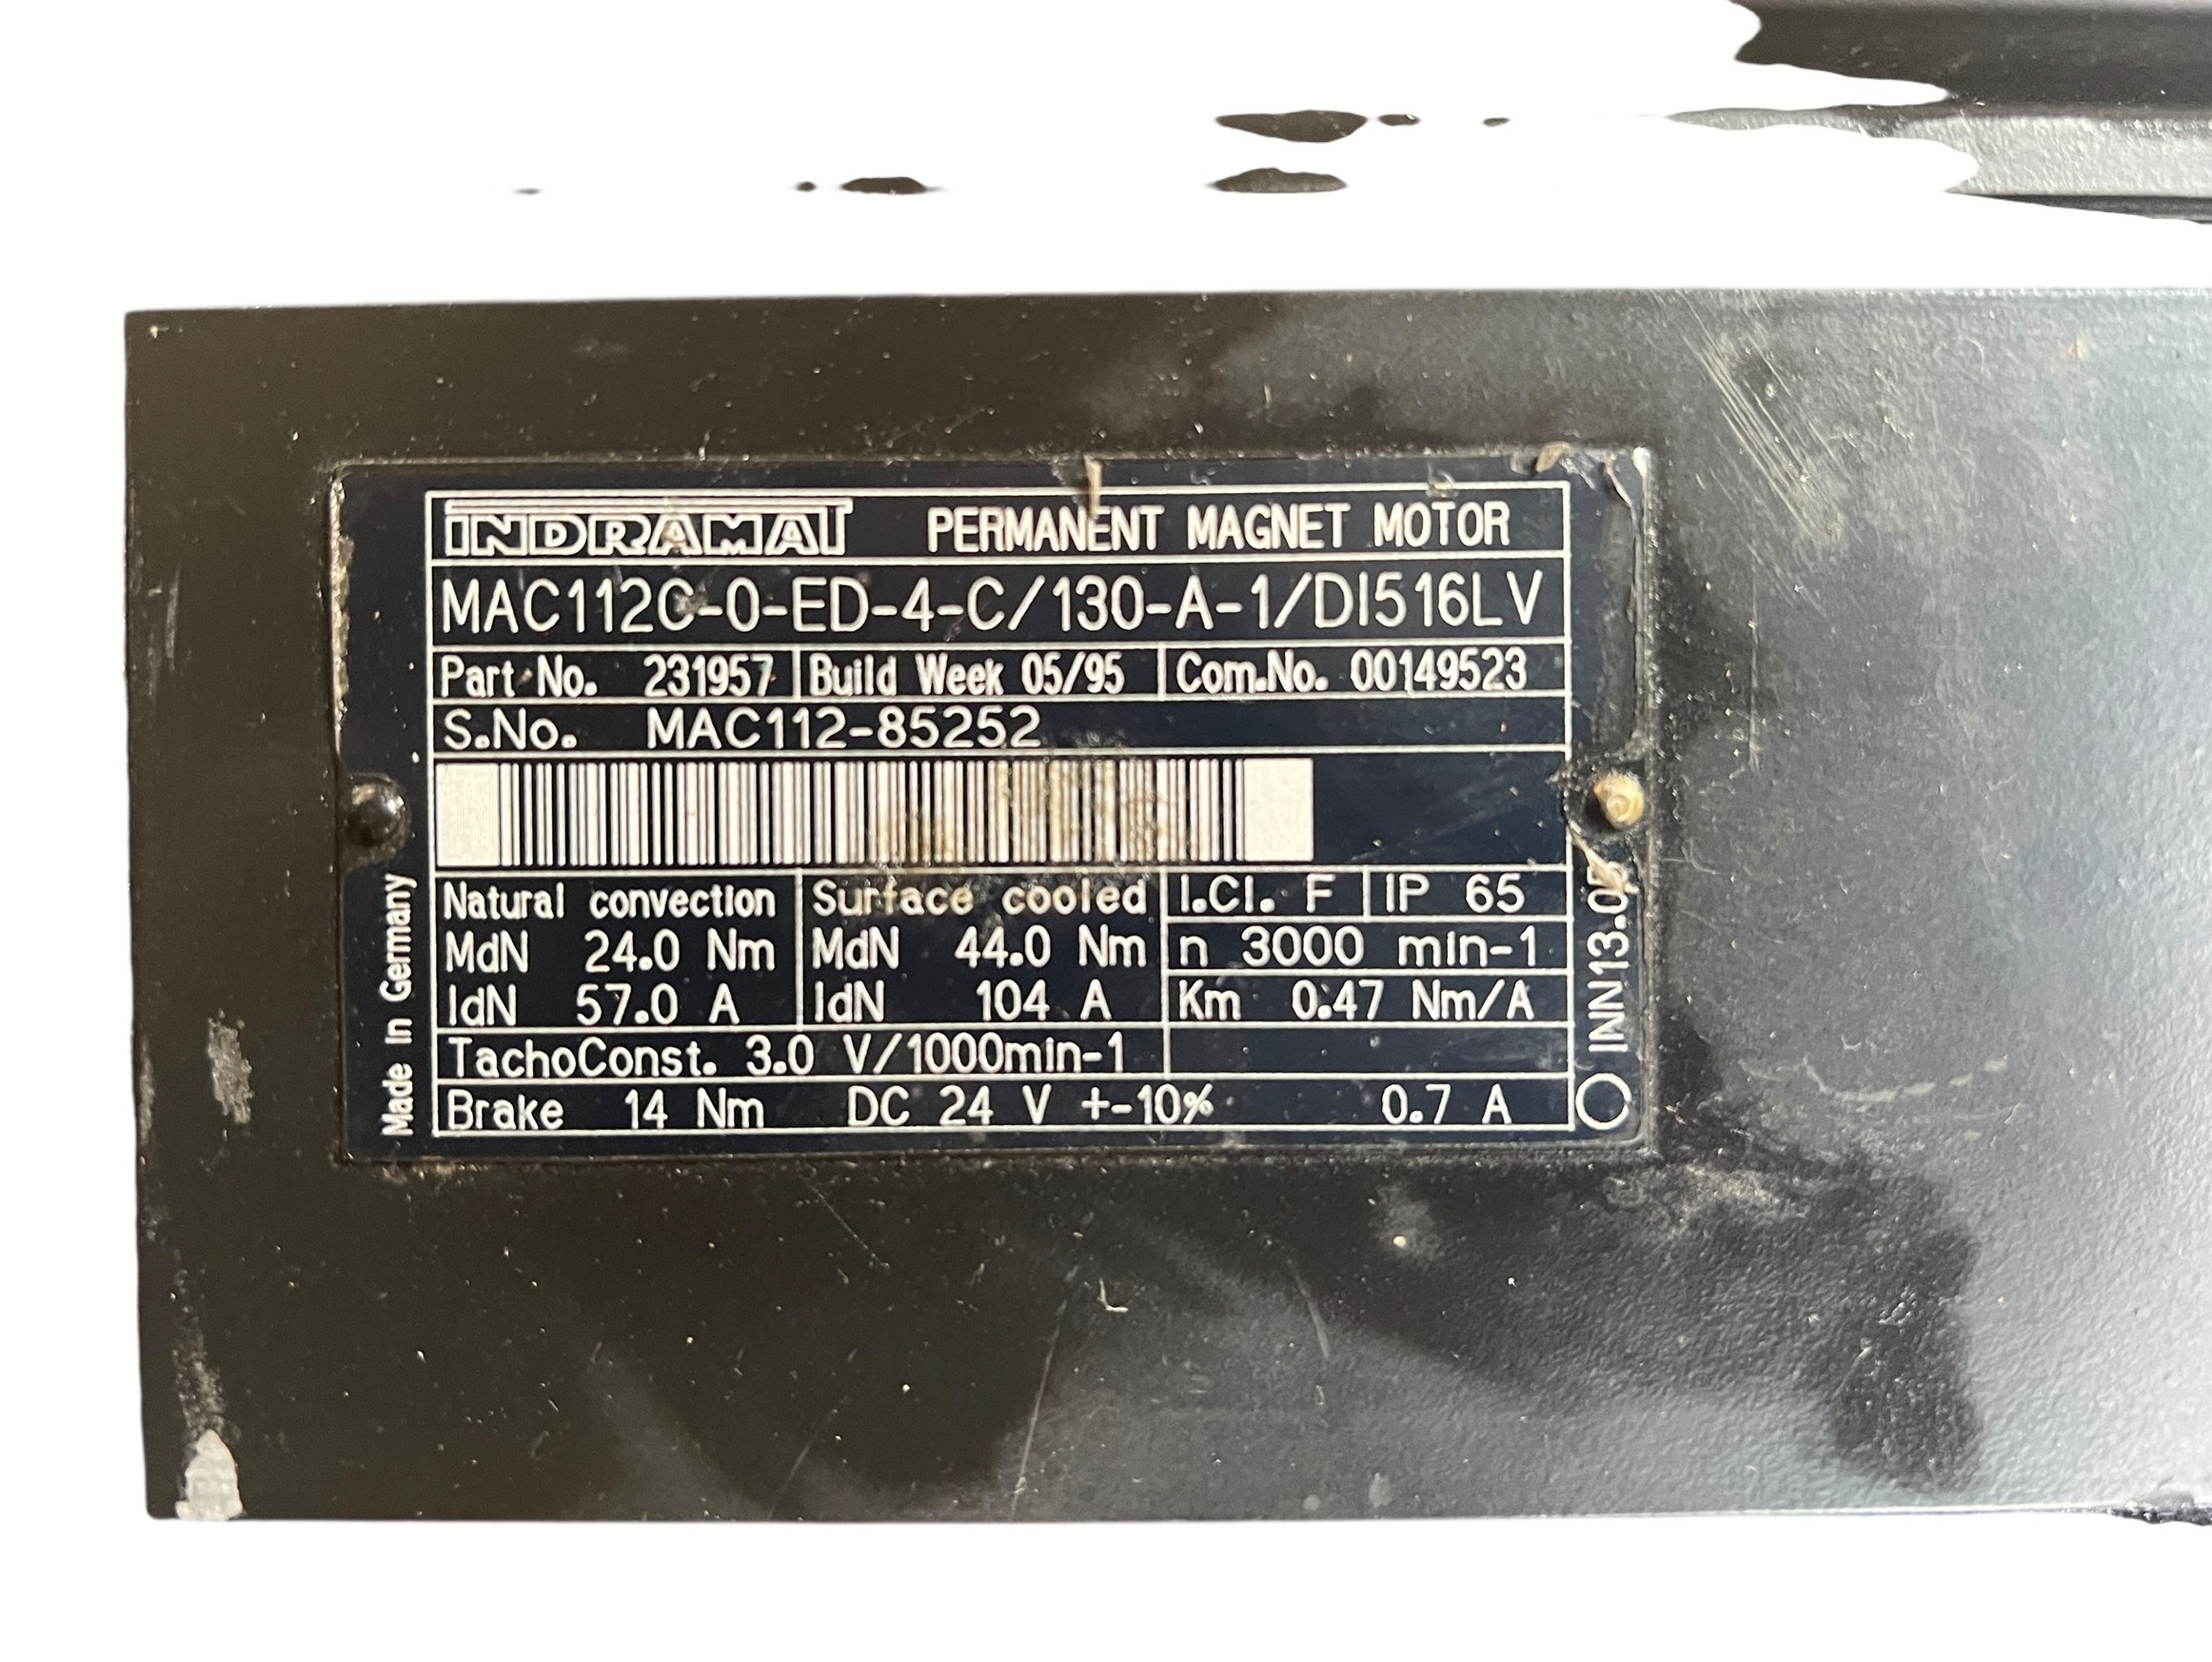 INDRAMAT PERMANENT MAGNET MOTOR
MAC112C-0-ED-4-C/130-A-1/DI516LV
Part No. 231957 Build Week 05/95 Com.No. 00149523
S.No. MAC112-85252
Natural convection Surface cooled I.Cl. F IP 65
MdN 24.0 Nm MdN 44.0 Nm n 3000 min-1
IdN 57.0 A IdN 104 A Km 0.47 Nm/A
TachoConst. 3.0 V/1000min-1
Brake 14 Nm DC 24 V +-10% 0.7 A
Made in Germany